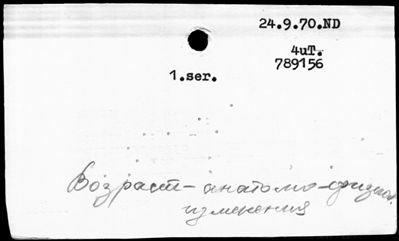 24.9.70.ND
4uT.
789156
1.ser.
Возраст - анатомо-физиол.
изменения